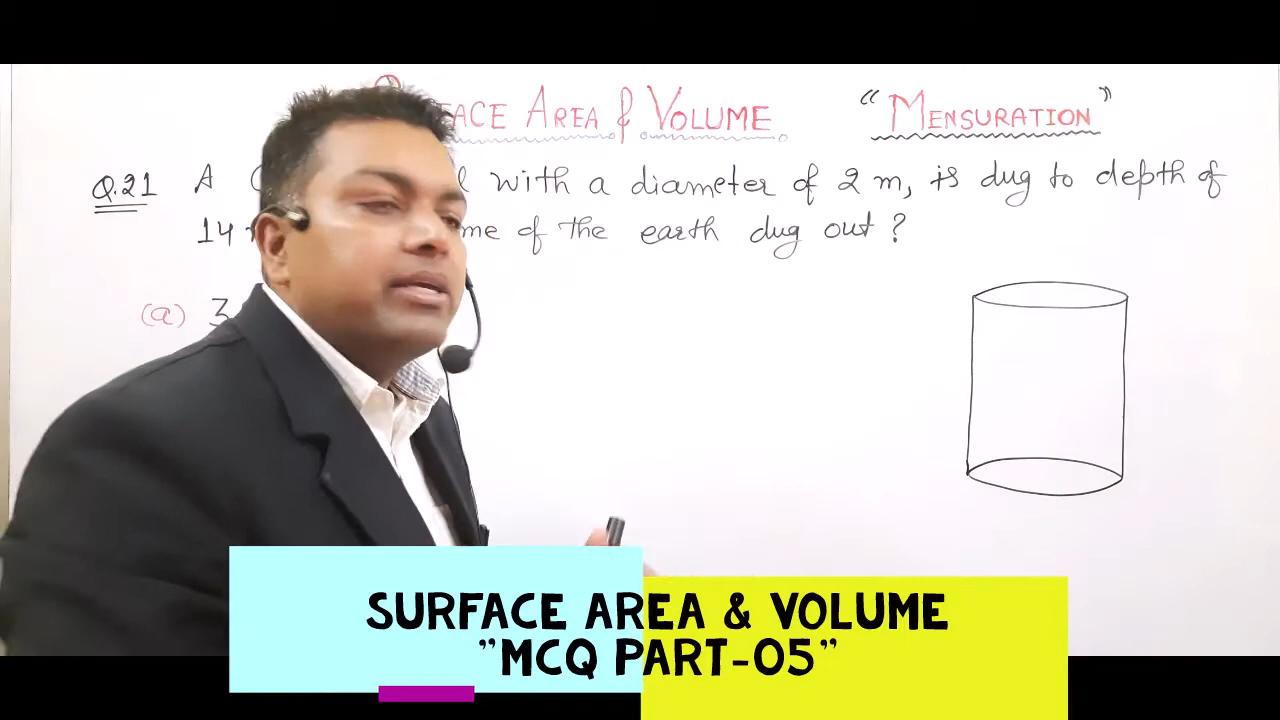 FACE AREA & VOLUME "MENSURATION"
Q.21 A with a diameter of 2 m, is dug to depth of
14 me of the earth dug out ?
(a) 3
SURFACE AREA & VOLUME
"MCQ PART-05"